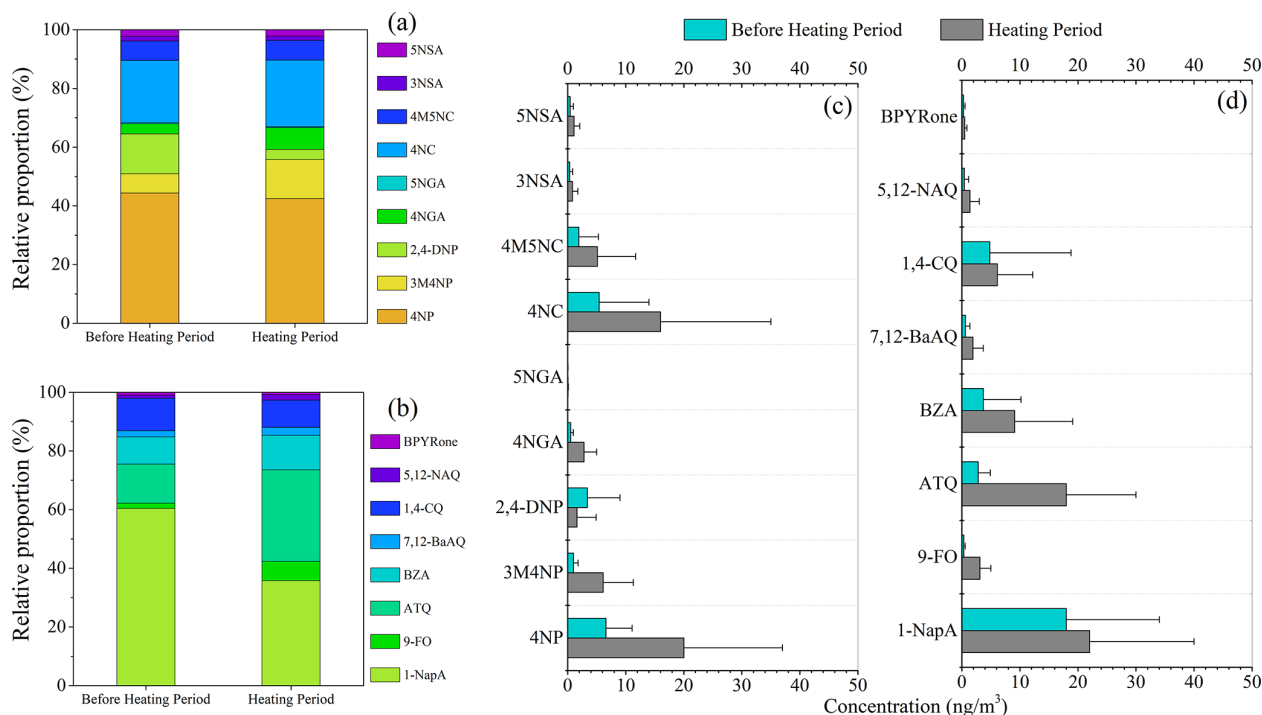 Before Heating Period Heating Period
(a)
100
80
60
40
20
0
Relative proportion (%)
Before Heating Period Heating Period
5NSA
3NSA
4M5NC
4NC
5NGA
4NGA
2,4-DNP
3M4NP
4NP
(b)
100
80
60
40
20
0
Relative proportion (%)
Before Heating Period Heating Period
BPYRone
5,12-NAQ
1,4-CQ
7,12-BaAQ
BZA
ATQ
9-FO
1-NapA
0 10 20 30 40 50
(c)
5NSA
3NSA
4M5NC
4NC
5NGA
4NGA
2,4-DNP
3M4NP
4NP
0 10 20 30 40 50
0 10 20 30 40 50
(d)
BPYRone
5,12-NAQ
1,4-CQ
7,12-BaAQ
BZA
ATQ
9-FO
1-NapA
0 10 20 30 40 50
Concentration (ng/m³)